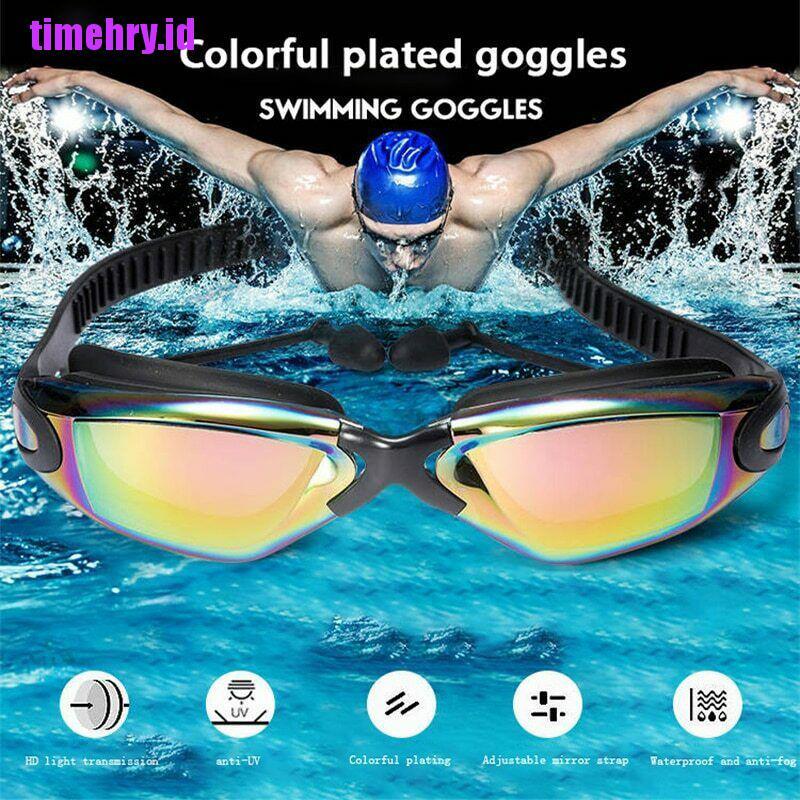 timehry.id
Colorful plated goggles
SWIMMING GOGGLES
UV
HD light transmission
anti-UV
Colorful plating
Adjustable mirror strap
Waterproof and anti-fog